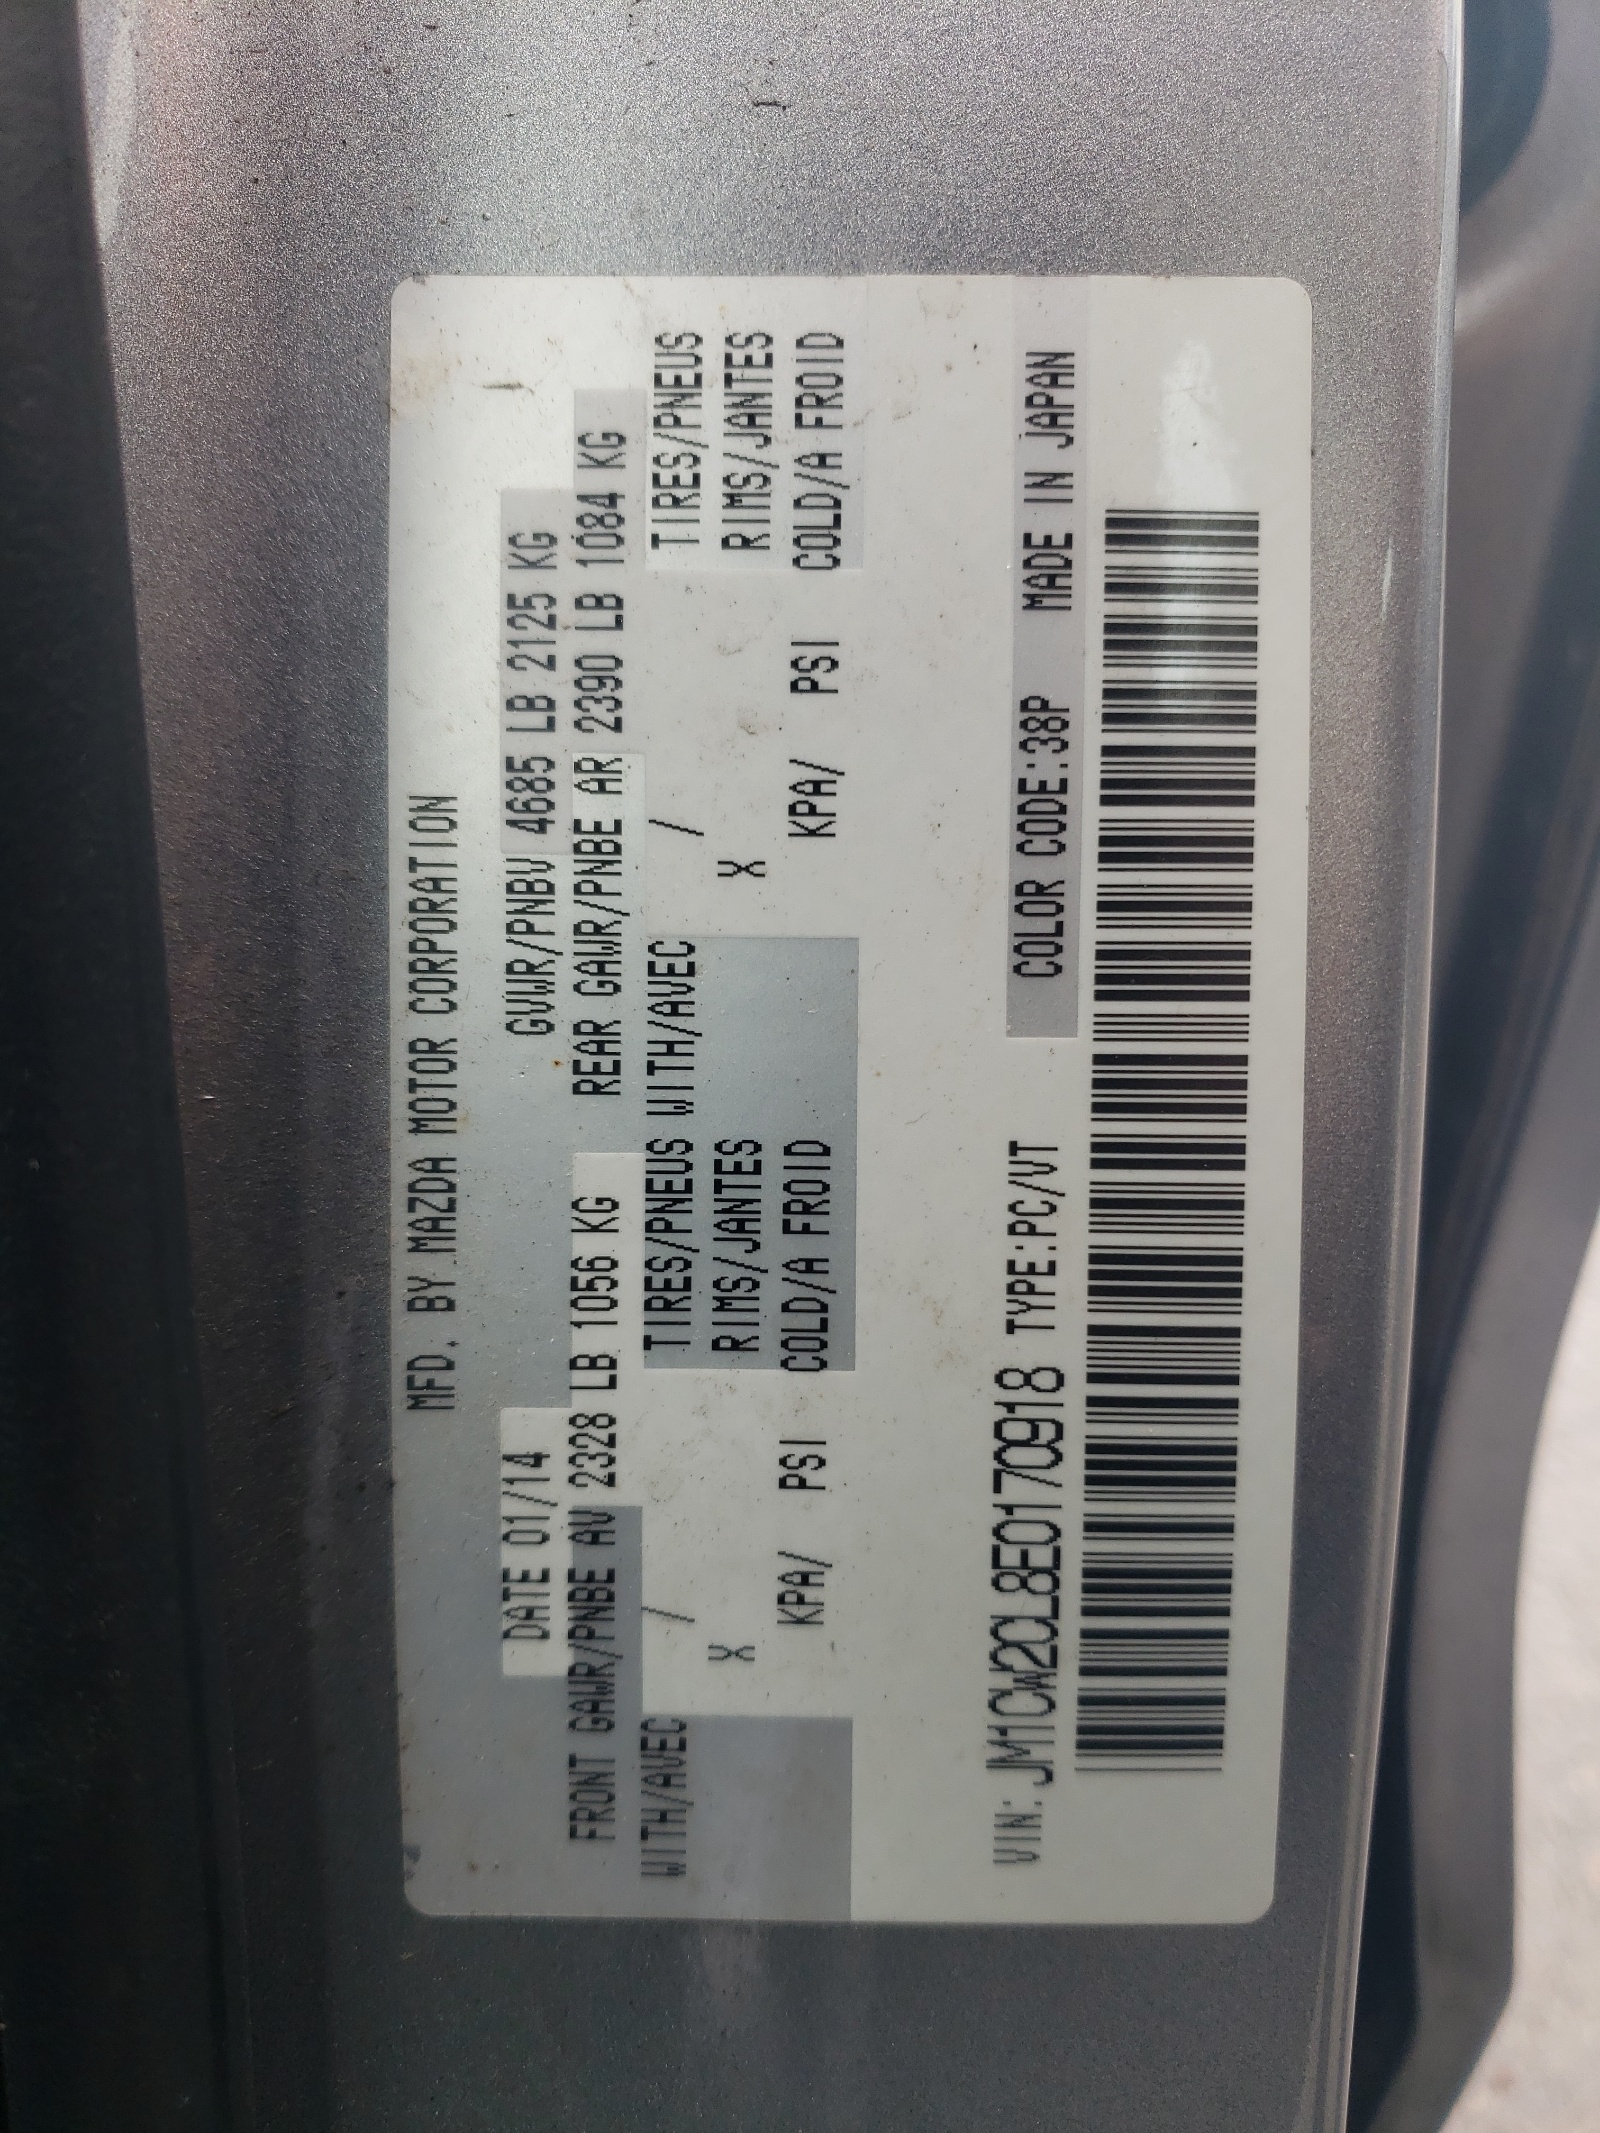 MFD. BY MAZDA MOTOR CORPORATION
DATE 01/14 GVWR/PNBV 4685 LB 2125 KG
FRONT GAWR/PNBE AV 2328 LB 1056 KG REAR GAWR/PNBE AR 2390 LB 1084 KG
WITH/AVEC / TIRES/PNEUS WITH/AVEC / TIRES/PNEUS
X RIMS/JANTES X RIMS/JANTES
KPA/ PSI COLD/A FROID KPA/ PSI COLD/A FROID
VIN: JM1CW2CL8E0170918 TYPE:PC/VT COLOR CODE:38P MADE IN JAPAN